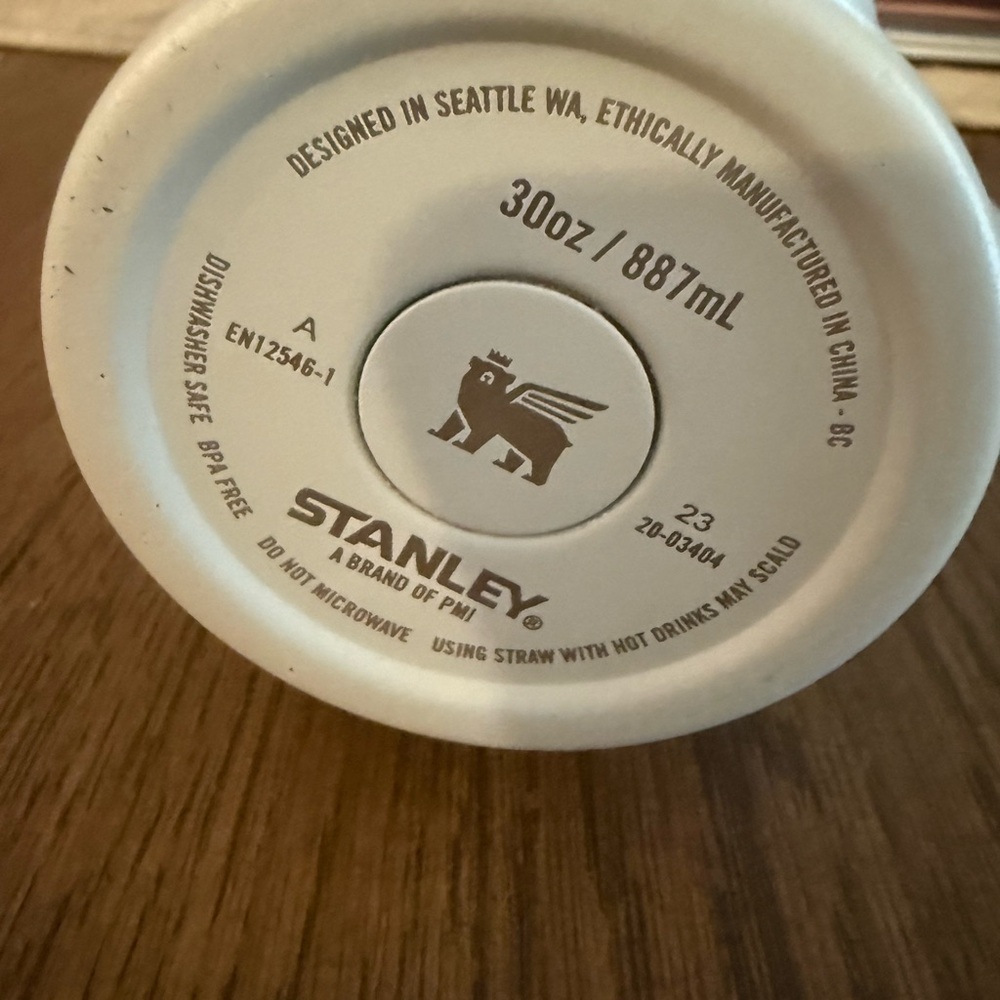 DESIGNED IN SEATTLE WA, ETHICALLY MANUFACTURED IN CHINA - BC
30oz / 887mL
A
EN12546-1
DISHWASHER SAFE BPA FREE
STANLEY®
A BRAND OF PMI
23
20-03404
DO NOT MICROWAVE USING STRAW WITH HOT DRINKS MAY SCALD